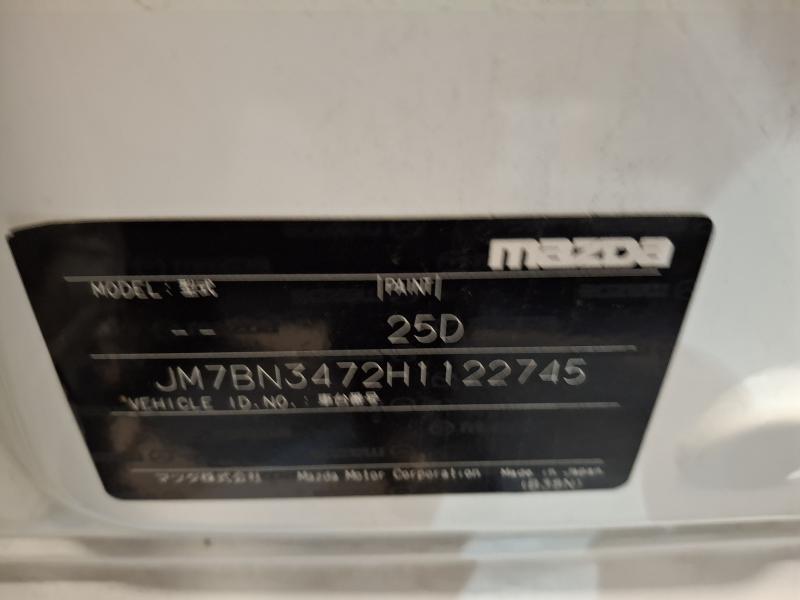 mazda
MODEL : 型式 |PAINT|
-- 25D
JM7BN3472H1122745
VEHICLE ID. NO. : 車台番号
マツダ株式会社 Mazda Motor Corporation Made in Japan
(B38N)